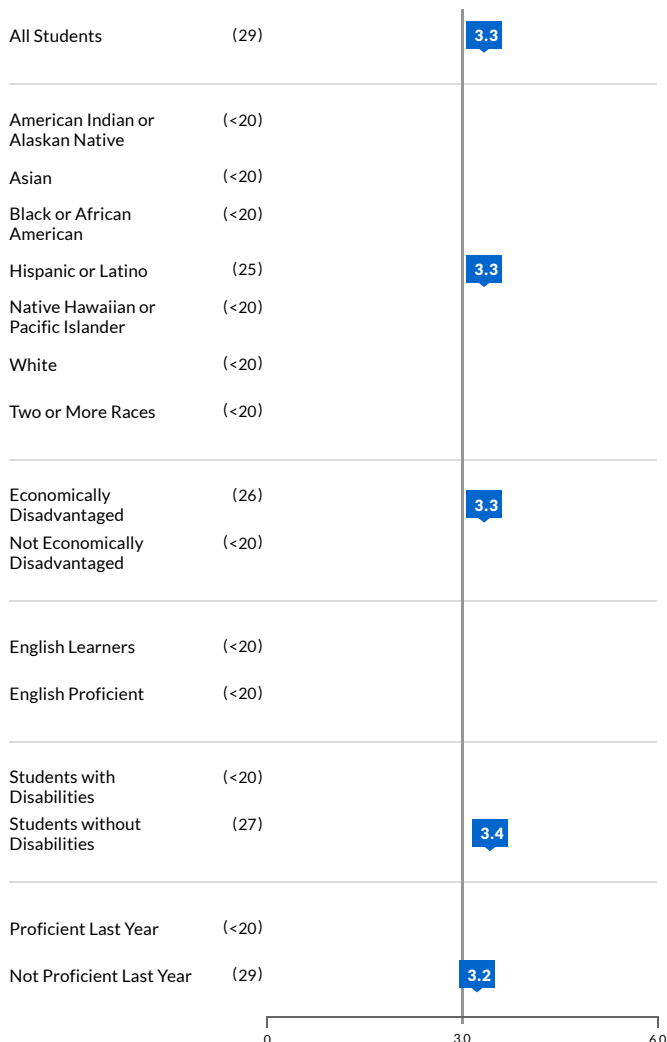 All Students (29) 3.3
American Indian or (<20)
Alaskan Native
Asian (<20)
Black or African (<20)
American
Hispanic or Latino (25) 3.3
Native Hawaiian or (<20)
Pacific Islander
White (<20)
Two or More Races (<20)
Economically (26) 3.3
Disadvantaged
Not Economically (<20)
Disadvantaged
English Learners (<20)
English Proficient (<20)
Students with (<20)
Disabilities
Students without (27) 3.4
Disabilities
Proficient Last Year (<20)
Not Proficient Last Year (29) 3.2
0 3.0 6.0